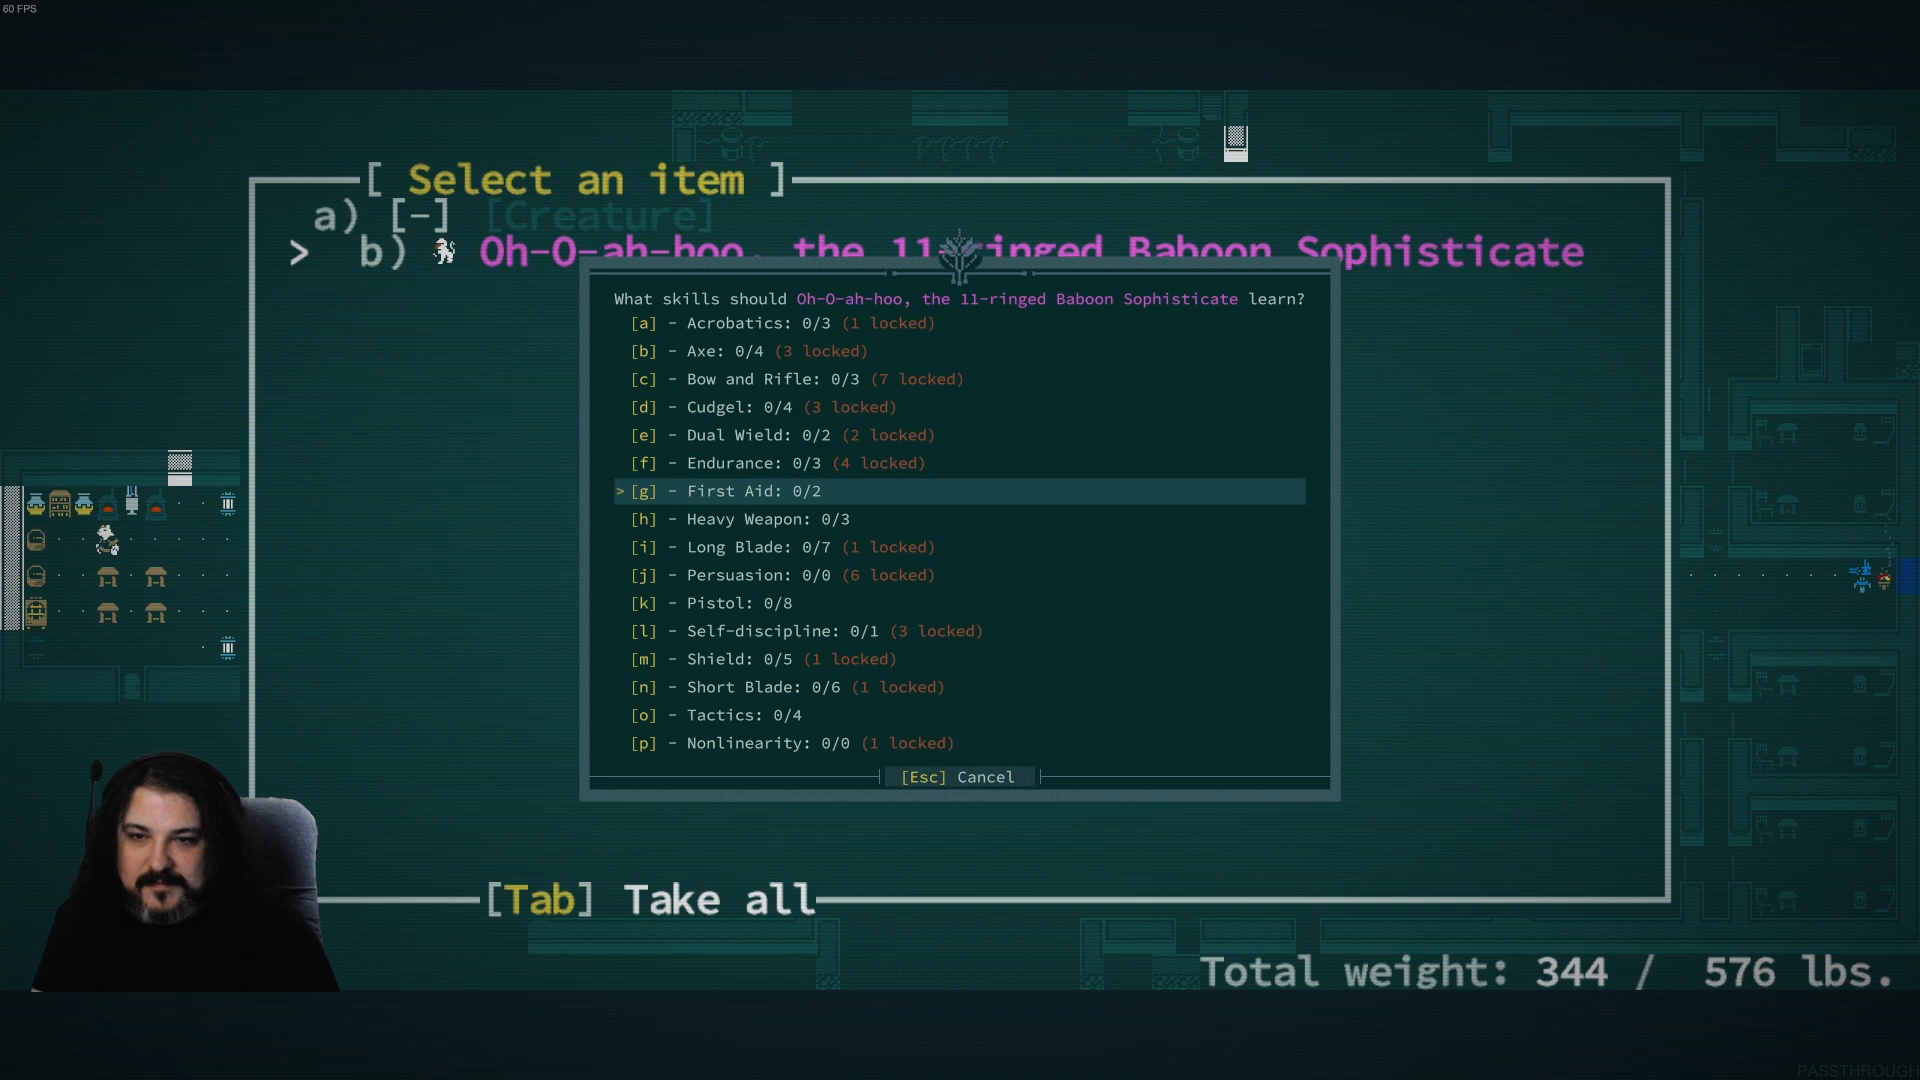 60 FPS
[ Select an item ]
a) [-] [Creature]
> b) Oh-O-ah-hoo, the 11-ringed Baboon Sophisticate
What skills should Oh-O-ah-hoo, the 11-ringed Baboon Sophisticate learn?
[a] - Acrobatics: 0/3 (1 locked)
[b] - Axe: 0/4 (3 locked)
[c] - Bow and Rifle: 0/3 (7 locked)
[d] - Cudgel: 0/4 (3 locked)
[e] - Dual Wield: 0/2 (2 locked)
[f] - Endurance: 0/3 (4 locked)
> [g] - First Aid: 0/2
[h] - Heavy Weapon: 0/3
[i] - Long Blade: 0/7 (1 locked)
[j] - Persuasion: 0/0 (6 locked)
[k] - Pistol: 0/8
[l] - Self-discipline: 0/1 (3 locked)
[m] - Shield: 0/5 (1 locked)
[n] - Short Blade: 0/6 (1 locked)
[o] - Tactics: 0/4
[p] - Nonlinearity: 0/0 (1 locked)
[Esc] Cancel
[Tab] Take all
Total weight: 344 / 576 lbs.
PASSTHROUGH